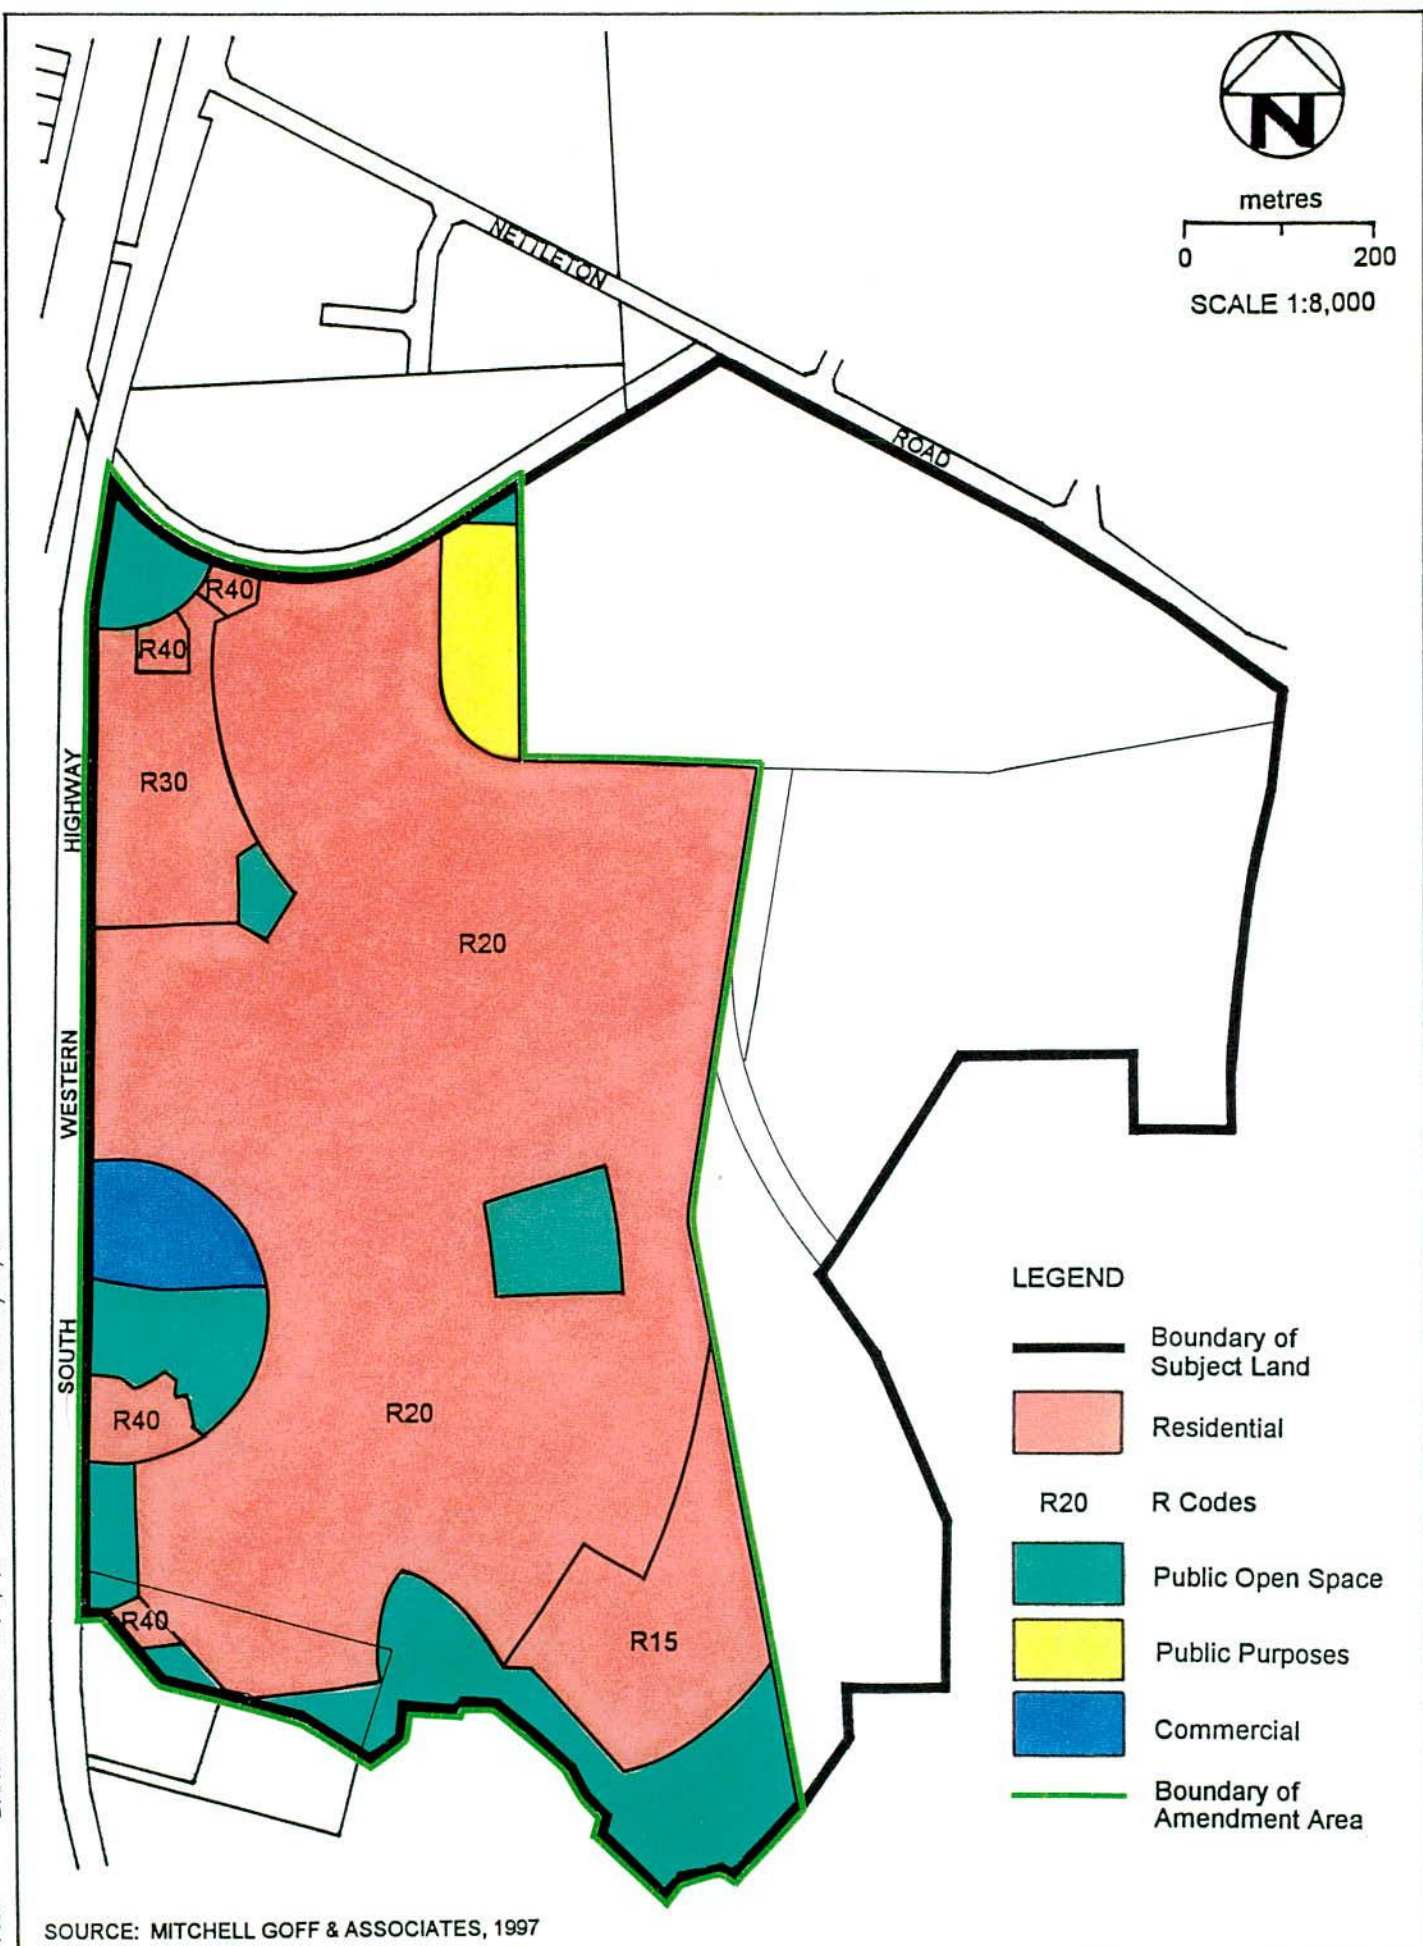 N
metres
0 200
SCALE 1:8,000
NETTLETON
ROAD
R40
R40
R30
HIGHWAY
R20
WESTERN
SOUTH
R40
R20
R40
R15
LEGEND
Boundary of
Subject Land
Residential
R20 R Codes
Public Open Space
Public Purposes
Commercial
Boundary of
Amendment Area
SOURCE: MITCHELL GOFF & ASSOCIATES, 1997